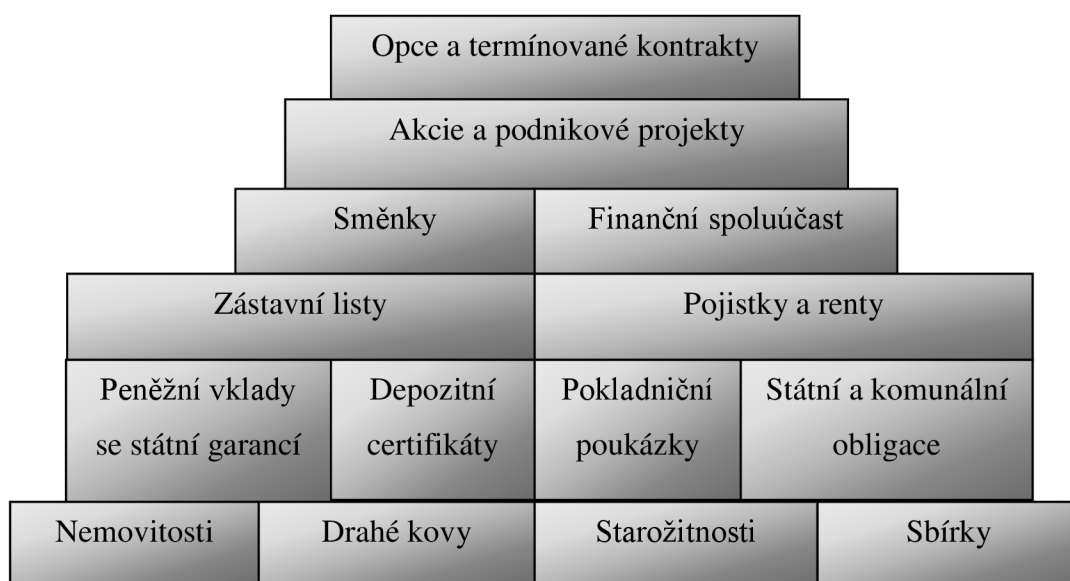 Opce a termínované kontrakty
Akcie a podnikové projekty
Směnky
Finanční spoluúčast
Zástavní listy
Pojistky a renty
Peněžní vklady
se státní garancí
Depozitní
certifikáty
Pokladniční
poukázky
Státní a komunální
obligace
Nemovitosti
Drahé kovy
Starožitnosti
Sbírky